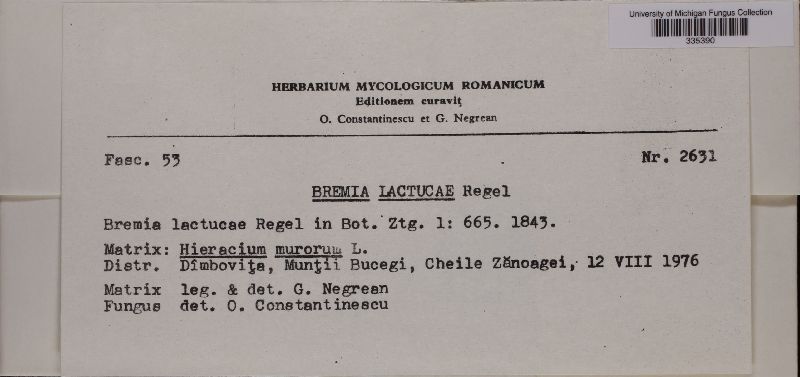 University of Michigan Fungus Collection
335390
HERBARIUM MYCOLOGICUM ROMANICUM
Editionem curaviț
O. Constantinescu et G. Negrean
Fasc. 53
Nr. 2631
BREMIA LACTUCAE Regel
Bremia lactucae Regel in Bot. Ztg. 1: 665. 1843.
Matrix: Hieracium murorum L.
Distr. Dîmbovița, Munții Bucegi, Cheile Zănoagei, 12 VIII 1976
Matrix leg. & det. G. Negrean
Fungus det. O. Constantinescu